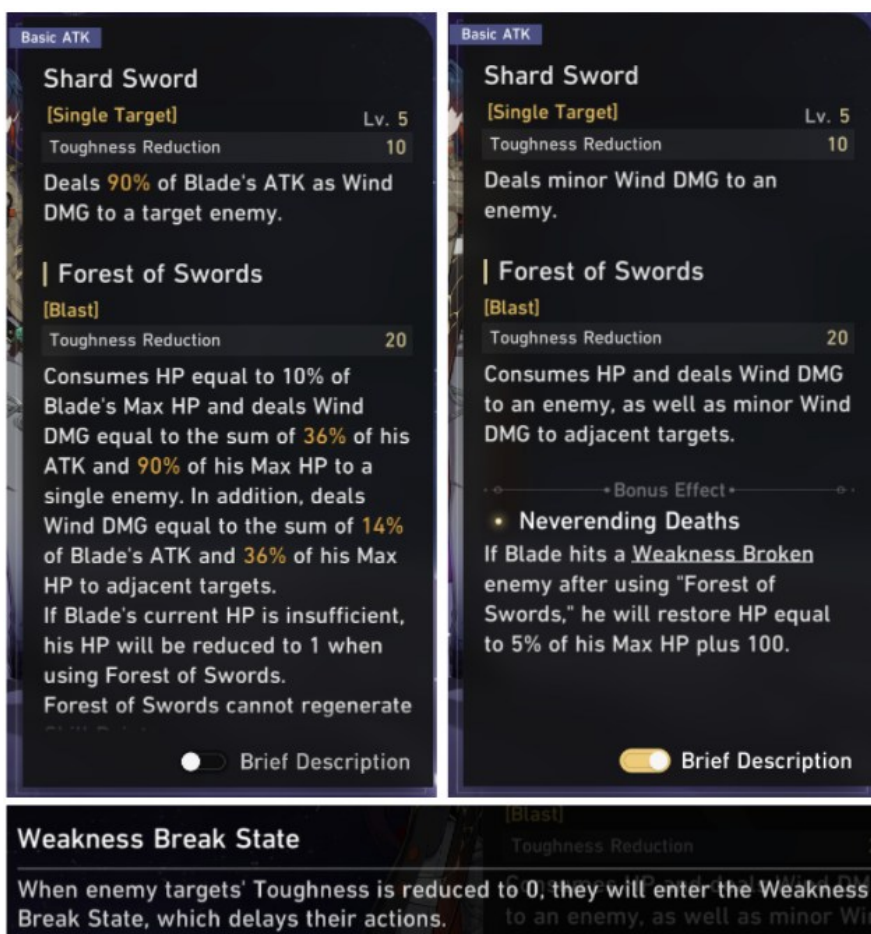 Basic ATK
Shard Sword
[Single Target]
Lv. 5
Toughness Reduction 10
Deals 90% of Blade's ATK as Wind
DMG to a target enemy.
Forest of Swords
[Blast]
Toughness Reduction 20
Consumes HP equal to 10% of
Blade's Max HP and deals Wind
DMG equal to the sum of 36% of his
ATK and 90% of his Max HP to a
single enemy. In addition, deals
Wind DMG equal to the sum of 14%
of Blade's ATK and 36% of his Max
HP to adjacent targets.
If Blade's current HP is insufficient,
his HP will be reduced to 1 when
using Forest of Swords.
Forest of Swords cannot regenerate
Brief Description
Basic ATK
Shard Sword
[Single Target]
Lv. 5
Toughness Reduction 10
Deals minor Wind DMG to an
enemy.
Forest of Swords
[Blast]
Toughness Reduction 20
Consumes HP and deals Wind DMG
to an enemy, as well as minor Wind
DMG to adjacent targets.
Bonus Effect
Neverending Deaths
If Blade hits a Weakness Broken
enemy after using "Forest of
Swords," he will restore HP equal
to 5% of his Max HP plus 100.
Brief Description
[Blast]
Weakness Break State
Toughness Reduction
When enemy targets' Toughness is reduced to 0, they will enter the Weakness
Break State, which delays their actions.
to an enemy, as well as minor